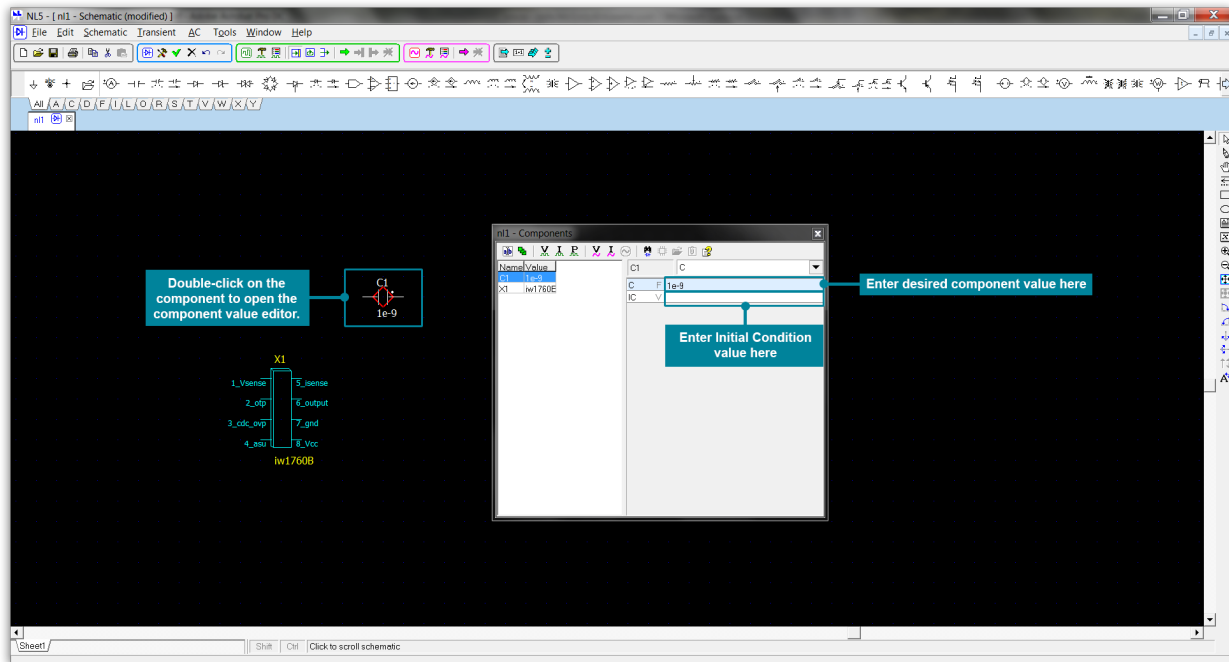 NL5 - [ nl1 - Schematic (modified) ]
File Edit Schematic Transient AC Tools Window Help
All A C D F I L O R S T V W X Y
nl1
nl1 - Components
V I P V I
Name Value
C1 1e-9
X1 iw1760B
C1 C
C F 1e-9
IC V
Double-click on the
component to open the
component value editor.
C1
1e-9
Enter desired component value here
Enter Initial Condition
value here
X1
1_Vsense 5_isense
2_otp 6_output
3_cdc_ovp 7_gnd
4_asu 8_Vcc
iw1760B
Sheet1 Shift Ctrl Click to scroll schematic